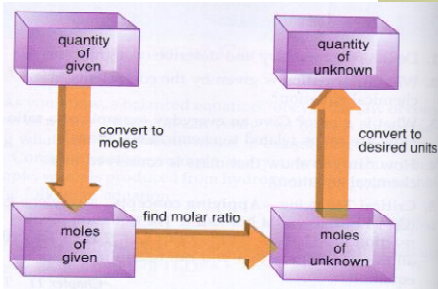 quantity
of
given
quantity
of
unknown
convert to
moles
convert to
desired units
find molar ratio
moles
of
given
moles
of
unknown